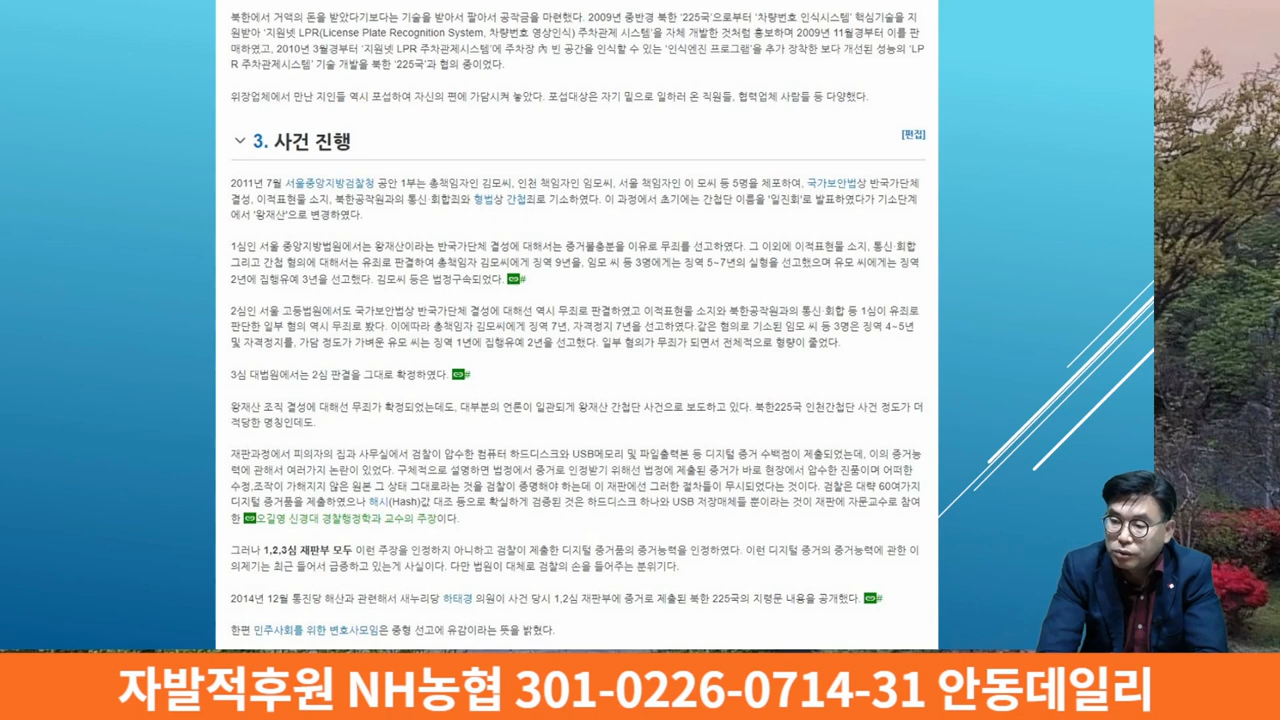 북한에서 거액의 돈을 받았다기보다는 기술을 받아서 팔아서 공작금을 마련했다. 2009년 중반경 북한 '225국'으로부터 '차량번호 인식시스템' 핵심기술을 지
원받아 '지원넷 LPR(License Plate Recognition System, 차량번호 영상인식) 주차관제 시스템'을 자체 개발한 것처럼 홍보하며 2009년 11월경부터 이를 판
매하였고, 2010년 3월경부터 '지원넷 LPR 주차관제시스템'에 주차장 內 빈 공간을 인식할 수 있는 '인식엔진 프로그램'을 추가 장착한 보다 개선된 성능의 'LP
R 주차관제시스템' 기술 개발을 북한 '225국'과 협의 중이었다.
위장업체에서 만난 지인들 역시 포섭하여 자신의 편에 가담시켜 놓았다. 포섭대상은 자기 밑으로 일하러 온 직원들, 협력업체 사람들 등 다양했다.
3. 사건 진행 [편집]
2011년 7월 서울중앙지방검찰청 공안 1부는 총책임자인 김모씨, 인천 책임자인 임모씨, 서울 책임자인 이 모씨 등 5명을 체포하여, 국가보안법상 반국가단체
결성, 이적표현물 소지, 북한공작원과의 통신·회합죄와 형법상 간첩죄로 기소하였다. 이 과정에서 초기에는 간첩단 이름을 '일진회'로 발표하였다가 기소단계
에서 '왕재산'으로 변경하였다.
1심인 서울 중앙지방법원에서는 왕재산이라는 반국가단체 결성에 대해서는 증거불충분을 이유로 무죄를 선고하였다. 그 이외에 이적표현물 소지, 통신·회합
그리고 간첩 혐의에 대해서는 유죄로 판결하여 총책임자 김모씨에게 징역 9년을, 임모 씨 등 3명에게는 징역 5~7년의 실형을 선고했으며 유모 씨에게는 징역
2년에 집행유예 3년을 선고했다. 김모씨 등은 법정구속되었다. #
2심인 서울 고등법원에서도 국가보안법상 반국가단체 결성에 대해선 역시 무죄로 판결하였고 이적표현물 소지와 북한공작원과의 통신·회합 등 1심이 유죄로
판단한 일부 혐의 역시 무죄로 봤다. 이에따라 총책임자 김모씨에게 징역 7년, 자격정지 7년을 선고하였다.같은 혐의로 기소된 임모 씨 등 3명은 징역 4~5년
및 자격정지를, 가담 정도가 가벼운 유모 씨는 징역 1년에 집행유예 2년을 선고했다. 일부 혐의가 무죄가 되면서 전체적으로 형량이 줄었다.
3심 대법원에서는 2심 판결을 그대로 확정하였다. #
왕재산 조직 결성에 대해선 무죄가 확정되었는데도, 대부분의 언론이 일관되게 왕재산 간첩단 사건으로 보도하고 있다. 북한225국 인천간첩단 사건 정도가 더
적당한 명칭인데도.
재판과정에서 피의자의 집과 사무실에서 검찰이 압수한 컴퓨터 하드디스크와 USB메모리 및 파일출력본 등 디지털 증거 수백점이 제출되었는데, 이의 증거능
력에 관해서 여러가지 논란이 있었다. 구체적으로 설명하면 법정에서 증거로 인정받기 위해선 법정에 제출된 증거가 바로 현장에서 압수한 진품이며 어떠한
수정,조작이 가해지지 않은 원본 그 상태 그대로라는 것을 검찰이 증명해야 하는데 이 재판에선 그러한 절차들이 무시되었다는 것이다. 검찰은 대략 60여가지
디지털 증거품을 제출하였으나 해시(Hash)값 대조 등으로 확실하게 검증된 것은 하드디스크 하나와 USB 저장매체들 뿐이라는 것이 재판에 자문교수로 참여
한 오길영 신경대 경찰행정학과 교수의 주장이다.
그러나 1,2,3심 재판부 모두 이런 주장을 인정하지 아니하고 검찰이 제출한 디지털 증거품의 증거능력을 인정하였다. 이런 디지털 증거의 증거능력에 관한 이
의제기는 최근 들어서 급증하고 있는게 사실이다. 다만 법원이 대체로 검찰의 손을 들어주는 분위기다.
2014년 12월 통진당 해산과 관련해서 새누리당 하태경 의원이 사건 당시 1,2심 재판부에 증거로 제출된 북한 225국의 지령문 내용을 공개했다. #
한편 민주사회를 위한 변호사모임은 중형 선고에 유감이라는 뜻을 밝혔다.
자발적후원 NH농협 301-0226-0714-31 안동데일리